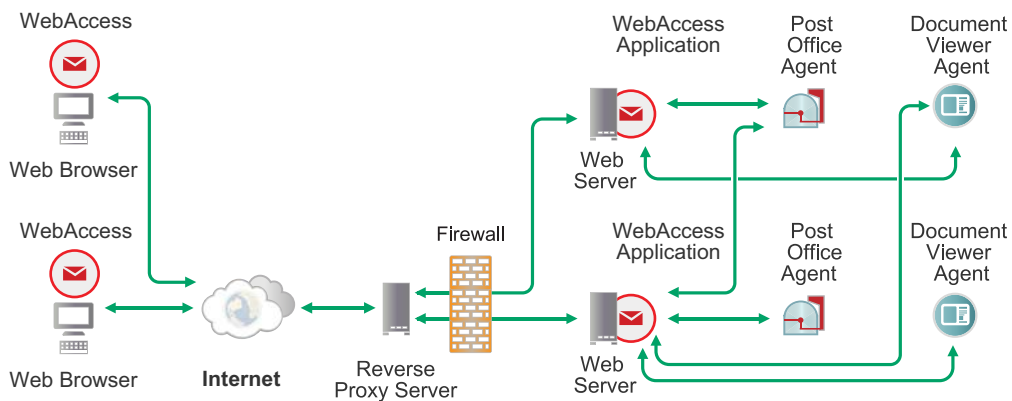 WebAccess
Web Browser
WebAccess
Web Browser
Internet
Reverse
Proxy Server
Firewall
WebAccess
Application
Web
Server
Post
Office
Agent
Document
Viewer
Agent
WebAccess
Application
Web
Server
Post
Office
Agent
Document
Viewer
Agent